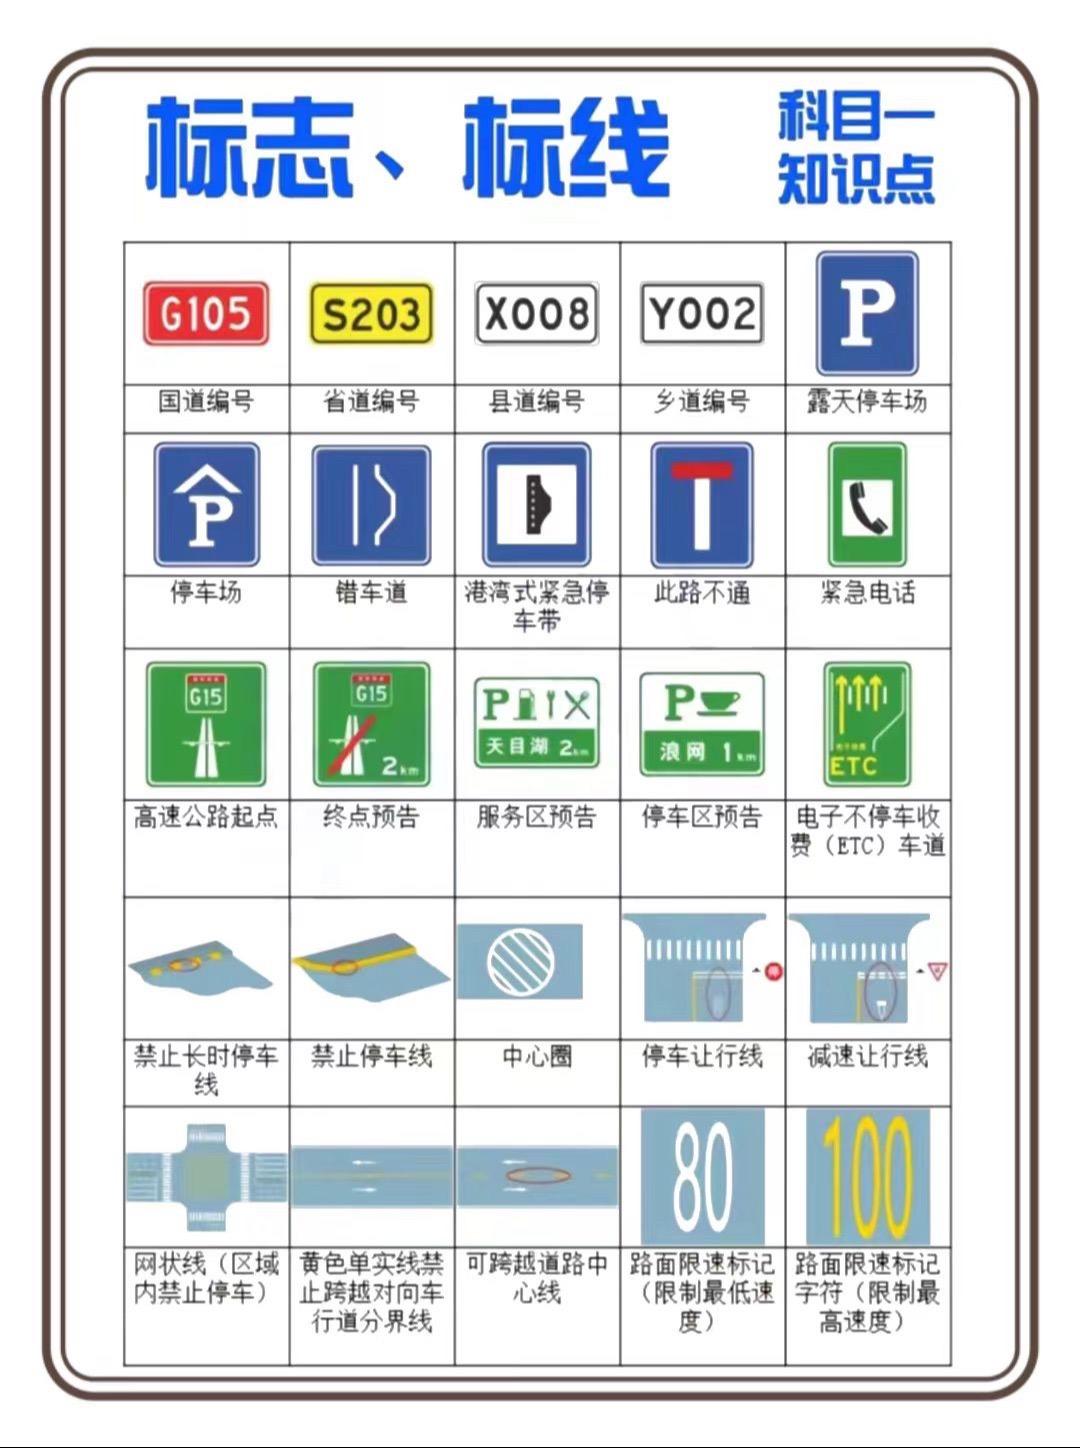 标志、标线
科目一
知识点
G105
S203
X008
Y002
P
国道编号
省道编号
县道编号
乡道编号
露天停车场
P
停车场
错车道
港湾式紧急停
车带
此路不通
紧急电话
G15
G15
2km
P
天目湖 2km
P
浪网 1km
ETC
高速公路起点
终点预告
服务区预告
停车区预告
电子不停车收
费（ETC）车道
禁止长时停车
线
禁止停车线
中心圈
停车让行线
减速让行线
80
100
网状线（区域
内禁止停车）
黄色单实线禁
止跨越对向车
行道分界线
可跨越道路中
心线
路面限速标记
（限制最低速
度）
路面限速标记
字符（限制最
高速度）